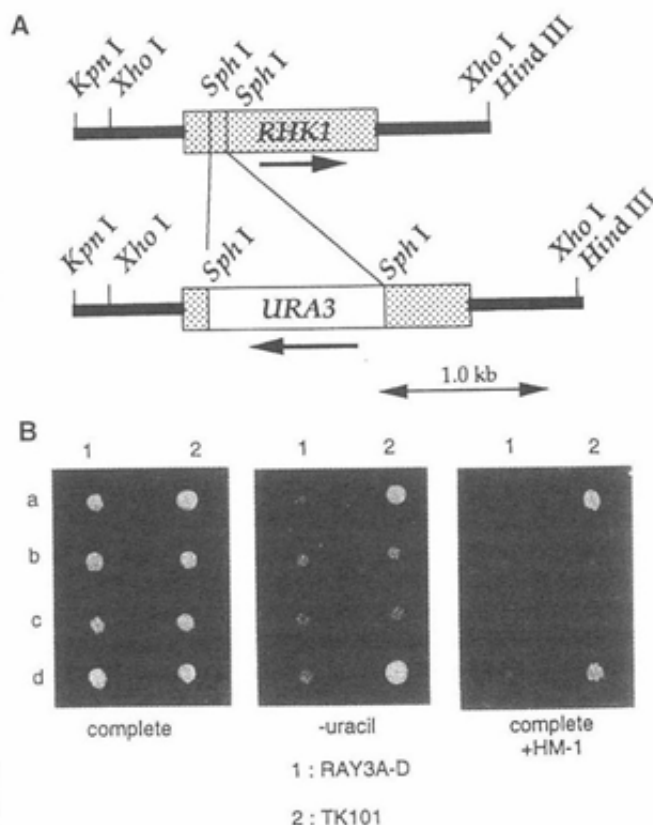 A
Kpn I
Xho I
Sph I
Sph I
Xho I
Hind III
RHK1
Kpn I
Xho I
Sph I
Sph I
Xho I
Hind III
URA3
1.0 kb
B
1 2
1 2
1 2
a
b
c
d
complete
-uracil
complete
+HM-1
1 : RAY3A-D
2 : TK101